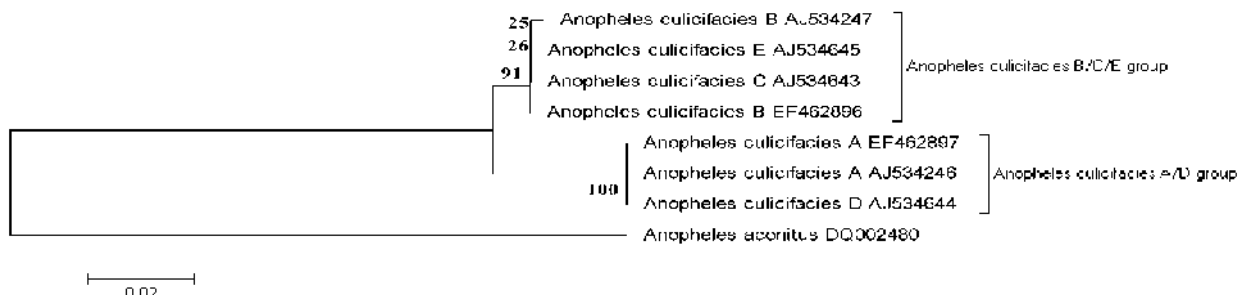 25
Anopheles culicifacies B AJ534247
26
Anopheles culicifacies E AJ534645
91
Anopheles culicifacies C AJ534643
Anopheles culicifacies B/C/E group
Anopheles culicifacies B EF462896
Anopheles culicifacies A EF462897
Anopheles culicifacies A AJ534246
Anopheles culicifacies A/D group
100
Anopheles culicifacies D AJ534644
Anopheles aconitus DQ002480
0.02